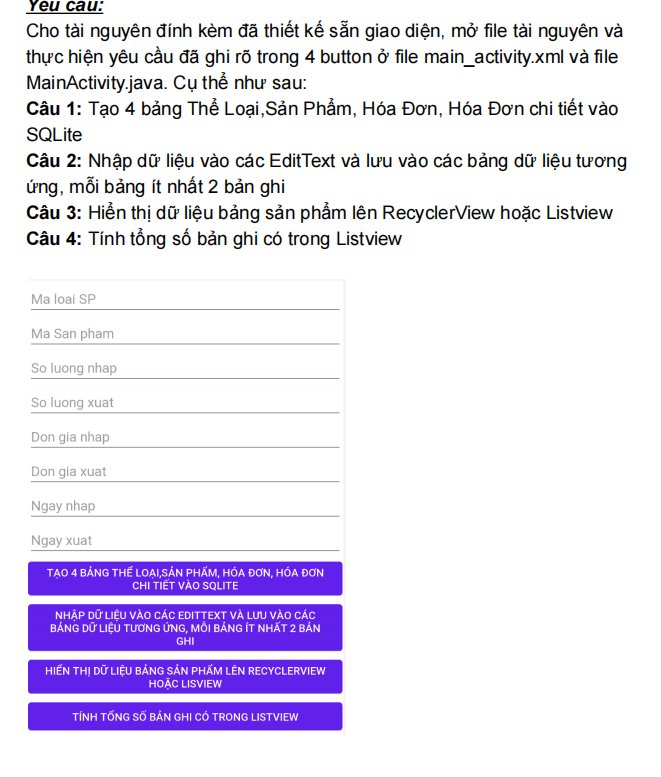 Yêu cầu:
Cho tài nguyên đính kèm đã thiết kế sẵn giao diện, mở file tài nguyên và
thực hiện yêu cầu đã ghi rõ trong 4 button ở file main_activity.xml và file
MainActivity.java. Cụ thể như sau:
Câu 1: Tạo 4 bảng Thể Loại,Sản Phẩm, Hóa Đơn, Hóa Đơn chi tiết vào
SQLite
Câu 2: Nhập dữ liệu vào các EditText và lưu vào các bảng dữ liệu tương
ứng, mỗi bảng ít nhất 2 bản ghi
Câu 3: Hiển thị dữ liệu bảng sản phẩm lên RecyclerView hoặc Listview
Câu 4: Tính tổng số bản ghi có trong Listview
Ma loai SP
Ma San pham
So luong nhap
So luong xuat
Don gia nhap
Don gia xuat
Ngay nhap
Ngay xuat
TẠO 4 BẢNG THỂ LOẠI,SẢN PHẨM, HÓA ĐƠN, HÓA ĐƠN
CHI TIẾT VÀO SQLITE
NHẬP DỮ LIỆU VÀO CÁC EDITTEXT VÀ LƯU VÀO CÁC
BẢNG DỮ LIỆU TƯƠNG ỨNG, MỖI BẢNG ÍT NHẤT 2 BẢN
GHI
HIỂN THỊ DỮ LIỆU BẢNG SẢN PHẨM LÊN RECYCLERVIEW
HOẶC LISVIEW
TÍNH TỔNG SỐ BẢN GHI CÓ TRONG LISTVIEW